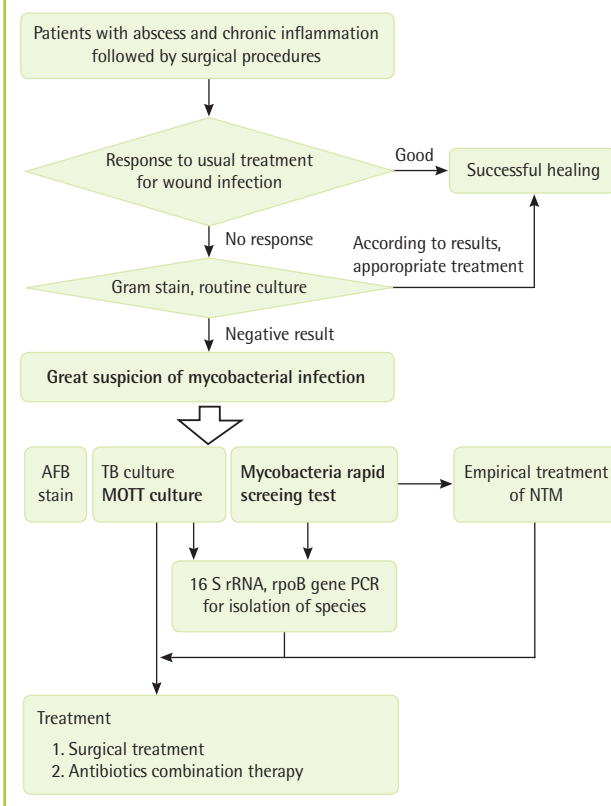 Patients with abscess and chronic inflammation
followed by surgical procedures
Response to usual treatment
for wound infection
Good
Successful healing
No response
According to results,
apporopriate treatment
Gram stain, routine culture
Negative result
Great suspicion of mycobacterial infection
AFB
stain
TB culture
MOTT culture
Mycobacteria rapid
screeing test
Empirical treatment
of NTM
16 S rRNA, rpoB gene PCR
for isolation of species
Treatment
1. Surgical treatment
2. Antibiotics combination therapy